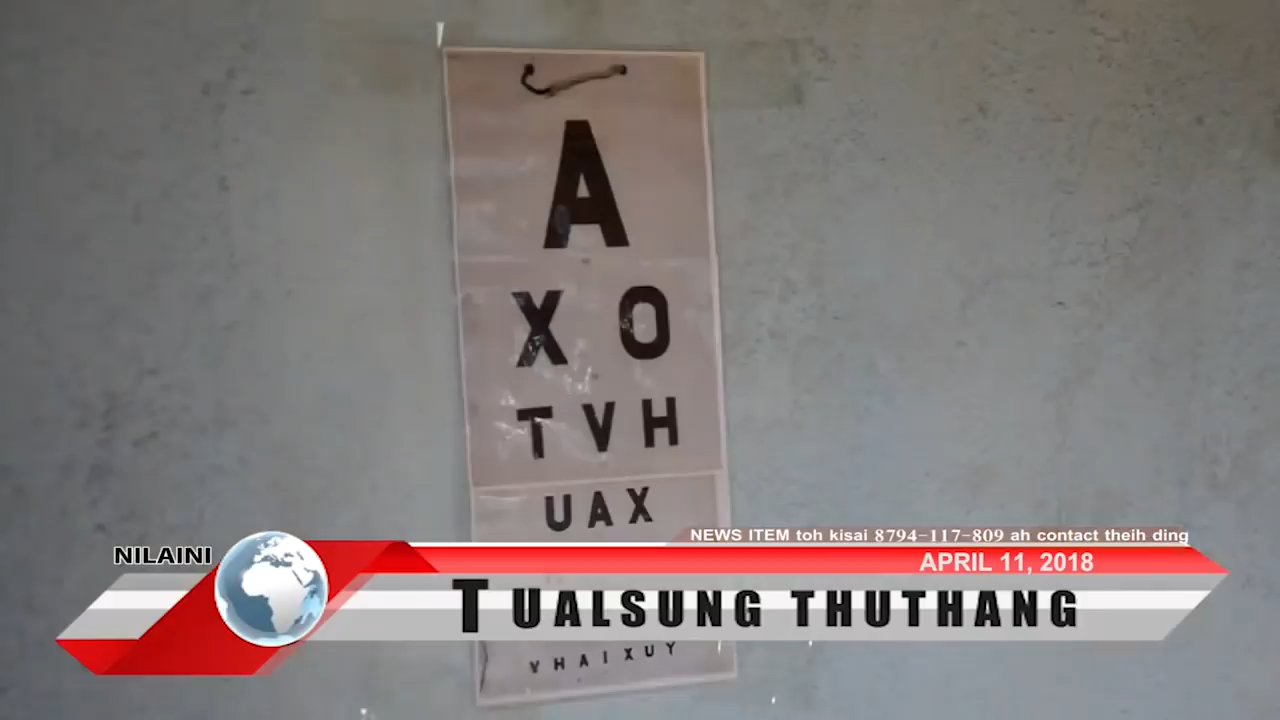 A
X O
T V H
U A X
NEWS ITEM toh kisai 8794-117-809 ah contact theih ding
NILAINI
APRIL 11, 2018
TUALSUNG THUTHANG
V H A I X U Y